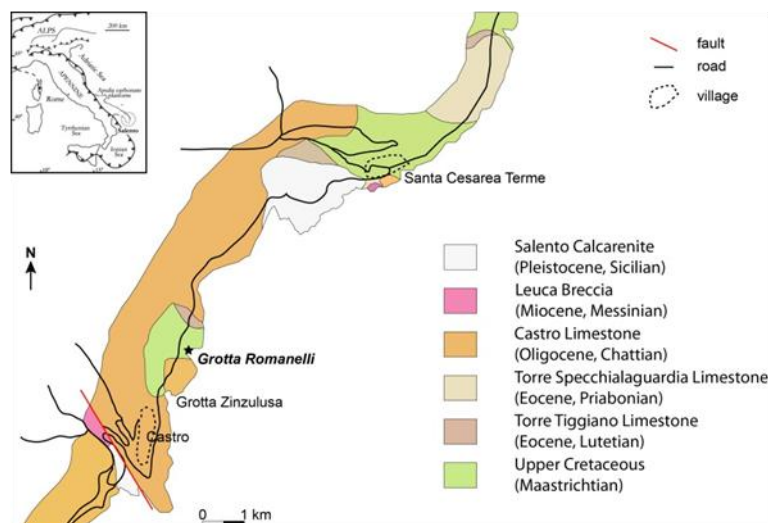 200 km
ALPS
Adriatic Sea
APENNINE
Rome
Apulia carbonate
platform
Salento
Tyrrhenian
Sea
Ionian
Sea
fault
road
village
Santa Cesarea Terme
N
Salento Calcarenite
(Pleistocene, Sicilian)
Leuca Breccia
(Miocene, Messinian)
Castro Limestone
(Oligocene, Chattian)
Torre Specchialaguardia Limestone
(Eocene, Priabonian)
Torre Tiggiano Limestone
(Eocene, Lutetian)
Upper Cretaceous
(Maastrichtian)
Grotta Romanelli
Grotta Zinzulusa
Castro
0 1 km